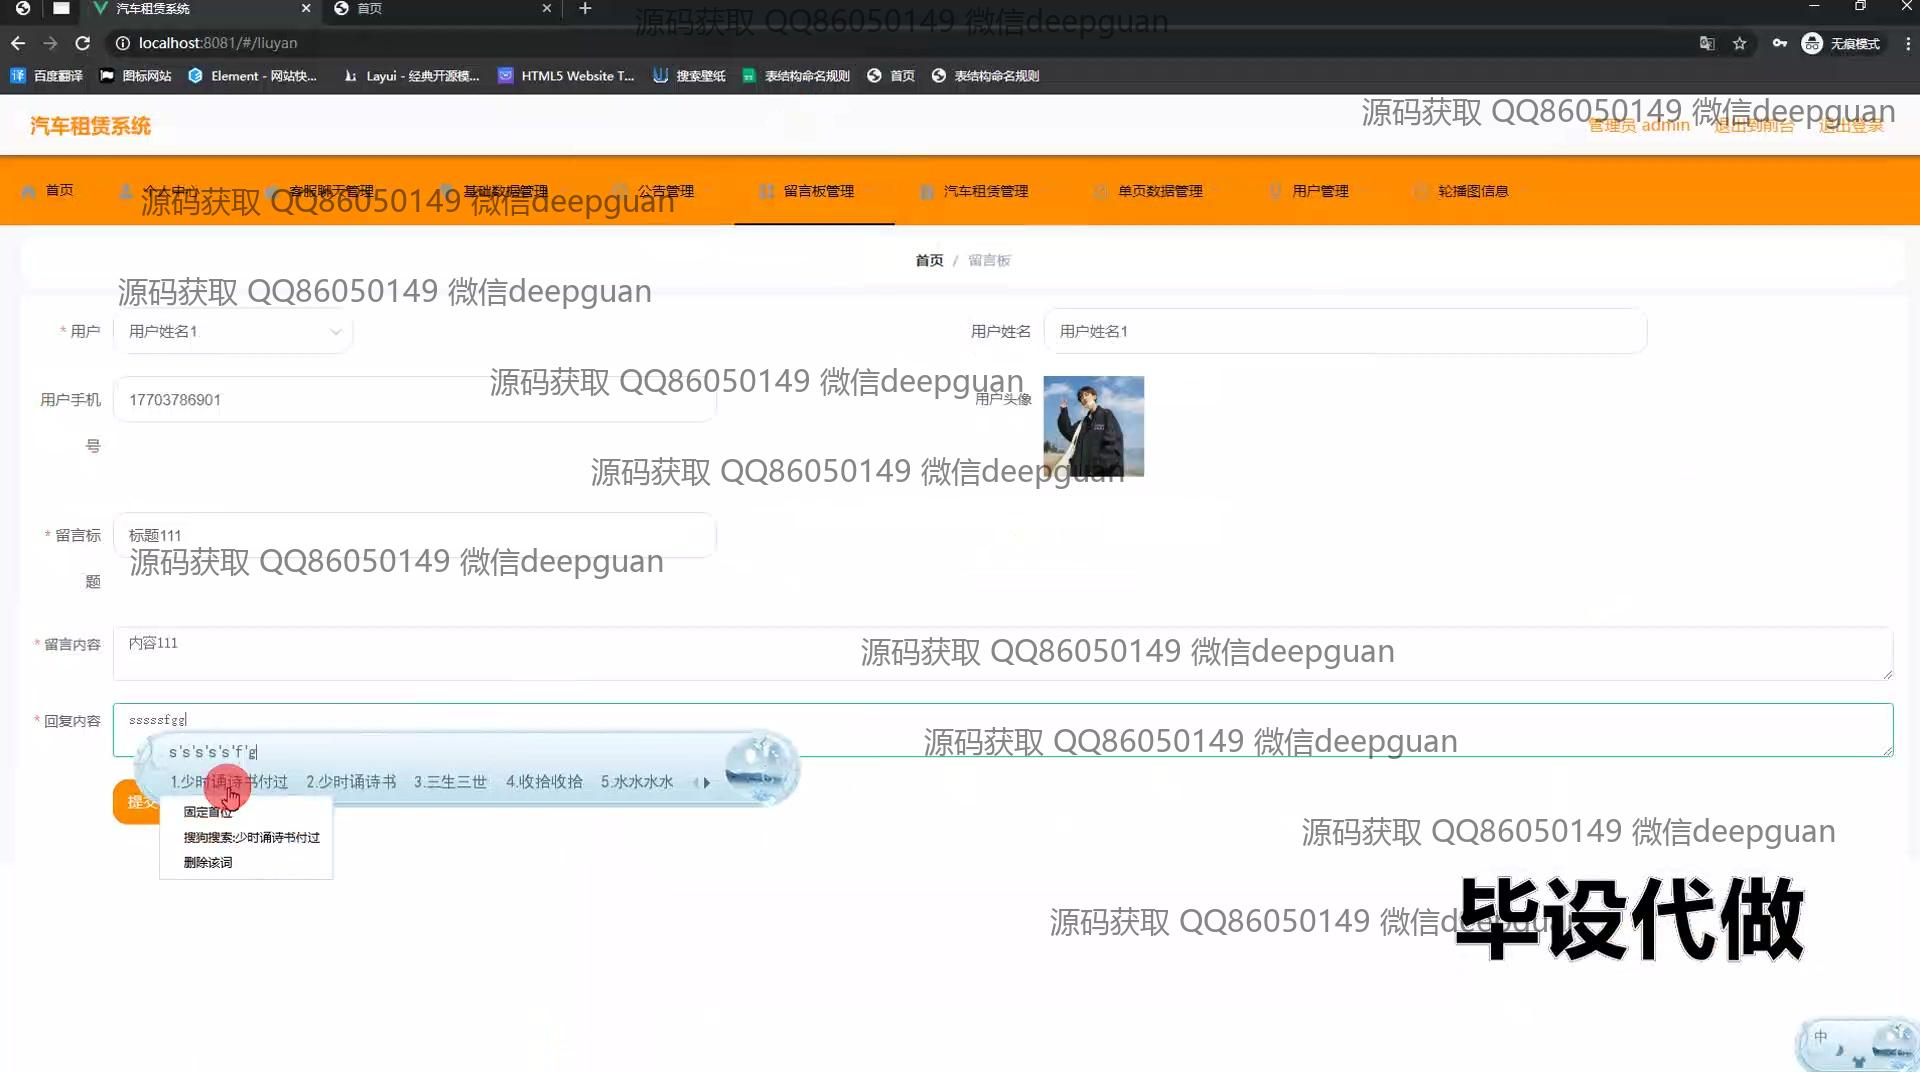 汽车租赁系统
首页
源码获取 QQ86050149 微信deepguan
localhost:8081/#/liuyan
无痕模式
百度翻译
图标网站
Element - 网站快...
Layui - 经典开源模...
HTML5 Website T...
搜索壁纸
表结构命名规则
首页
表结构命名规则
汽车租赁系统
源码获取 QQ86050149 微信deepguan
管理员 admin
退出到前台
退出登录
首页
个人中心
客服聊天管理
基础数据管理
公告管理
留言板管理
汽车租赁管理
单页数据管理
用户管理
轮播图信息
源码获取 QQ86050149 微信deepguan
首页 / 留言板
源码获取 QQ86050149 微信deepguan
* 用户
用户姓名1
用户姓名
用户姓名1
源码获取 QQ86050149 微信deepguan
用户手机
号
17703786901
用户头像
源码获取 QQ86050149 微信deepguan
* 留言标
题
标题111
源码获取 QQ86050149 微信deepguan
* 留言内容
内容111
源码获取 QQ86050149 微信deepguan
* 回复内容
sssssfgg
源码获取 QQ86050149 微信deepguan
s's's's's'f'g
1.少时诵诗书付过 2.少时诵诗书 3.三生三世 4.收拾收拾 5.水水水水
提交
固定首位
搜狗搜索:少时诵诗书付过
删除该词
源码获取 QQ86050149 微信deepguan
源码获取 QQ86050149 微信deepguan
毕设代做
中